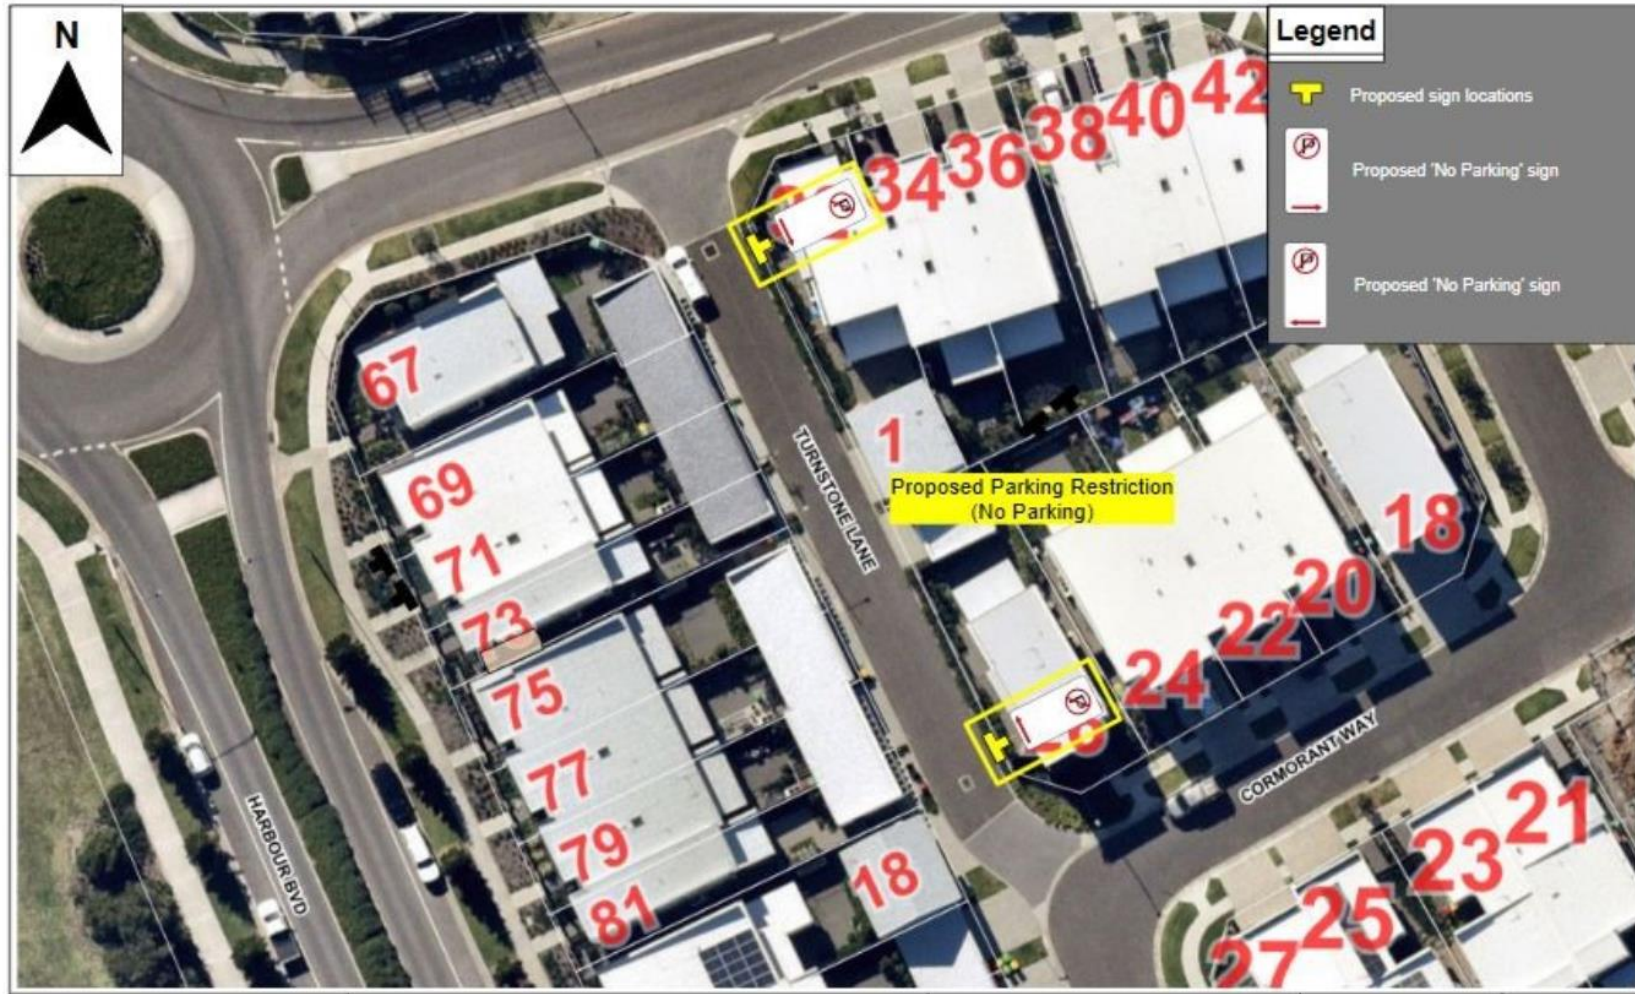 N
Legend
Proposed sign locations
P
Proposed 'No Parking' sign
P
Proposed 'No Parking' sign
34
36
38
40
42
P
67
69
71
73
75
77
79
81
1
Proposed Parking Restriction
(No Parking)
TURNSTONE LANE
18
20
22
24
P
CORMORANT WAY
HARBOUR BVD
18
21
23
25
27